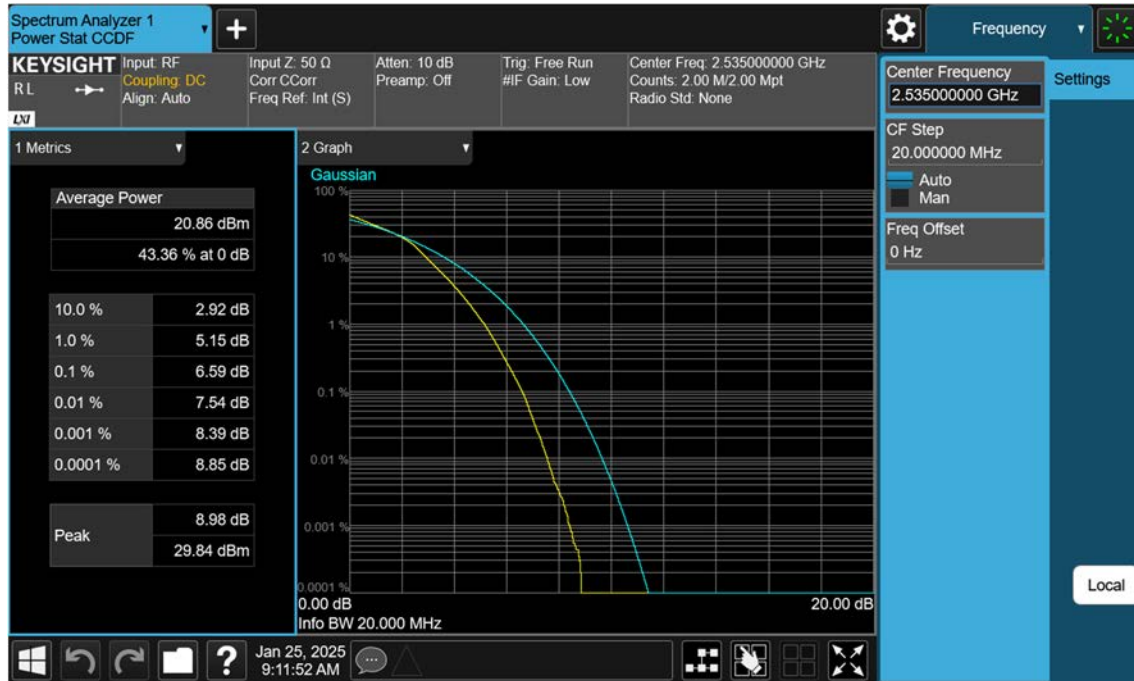 Spectrum Analyzer 1
Power Stat CCDF
+
Frequency
KEYSIGHT
RL
LXI
Input: RF
Coupling: DC
Align: Auto
Input Z: 50 Ω
Corr CCorr
Freq Ref: Int (S)
Atten: 10 dB
Preamp: Off
Trig: Free Run
#IF Gain: Low
Center Freq: 2.535000000 GHz
Counts: 2.00 M/2.00 Mpt
Radio Std: None
Center Frequency
2.535000000 GHz
Settings
CF Step
20.000000 MHz
Auto
Man
Freq Offset
0 Hz
Local
1 Metrics
Average Power
20.86 dBm
43.36 % at 0 dB
10.0 % 2.92 dB
1.0 % 5.15 dB
0.1 % 6.59 dB
0.01 % 7.54 dB
0.001 % 8.39 dB
0.0001 % 8.85 dB
Peak
8.98 dB
29.84 dBm
2 Graph
Gaussian
100 %
10 %
1 %
0.1 %
0.01 %
0.001 %
0.0001 %
0.00 dB 20.00 dB
Info BW 20.000 MHz
?
Jan 25, 2025
9:11:52 AM